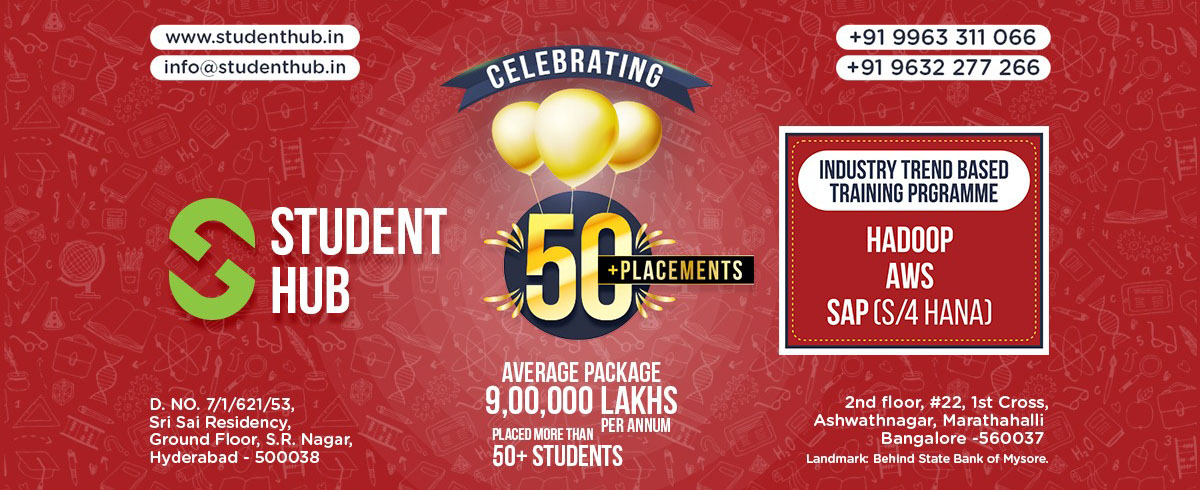 www.studenthub.in
info@studenthub.in
+91 9963 311 066
+91 9632 277 266
CELEBRATING
50
+PLACEMENTS
STUDENT
HUB
INDUSTRY TREND BASED
TRAINING PRGRAMME
HADOOP
AWS
SAP (S/4 HANA)
AVERAGE PACKAGE
9,00,000 LAKHS
PER ANNUM
PLACED MORE THAN
50+ STUDENTS
D. NO. 7/1/621/53,
Sri Sai Residency,
Ground Floor, S.R. Nagar,
Hyderabad - 500038
2nd floor, #22, 1st Cross,
Ashwathnagar, Marathahalli
Bangalore -560037
Landmark: Behind State Bank of Mysore.